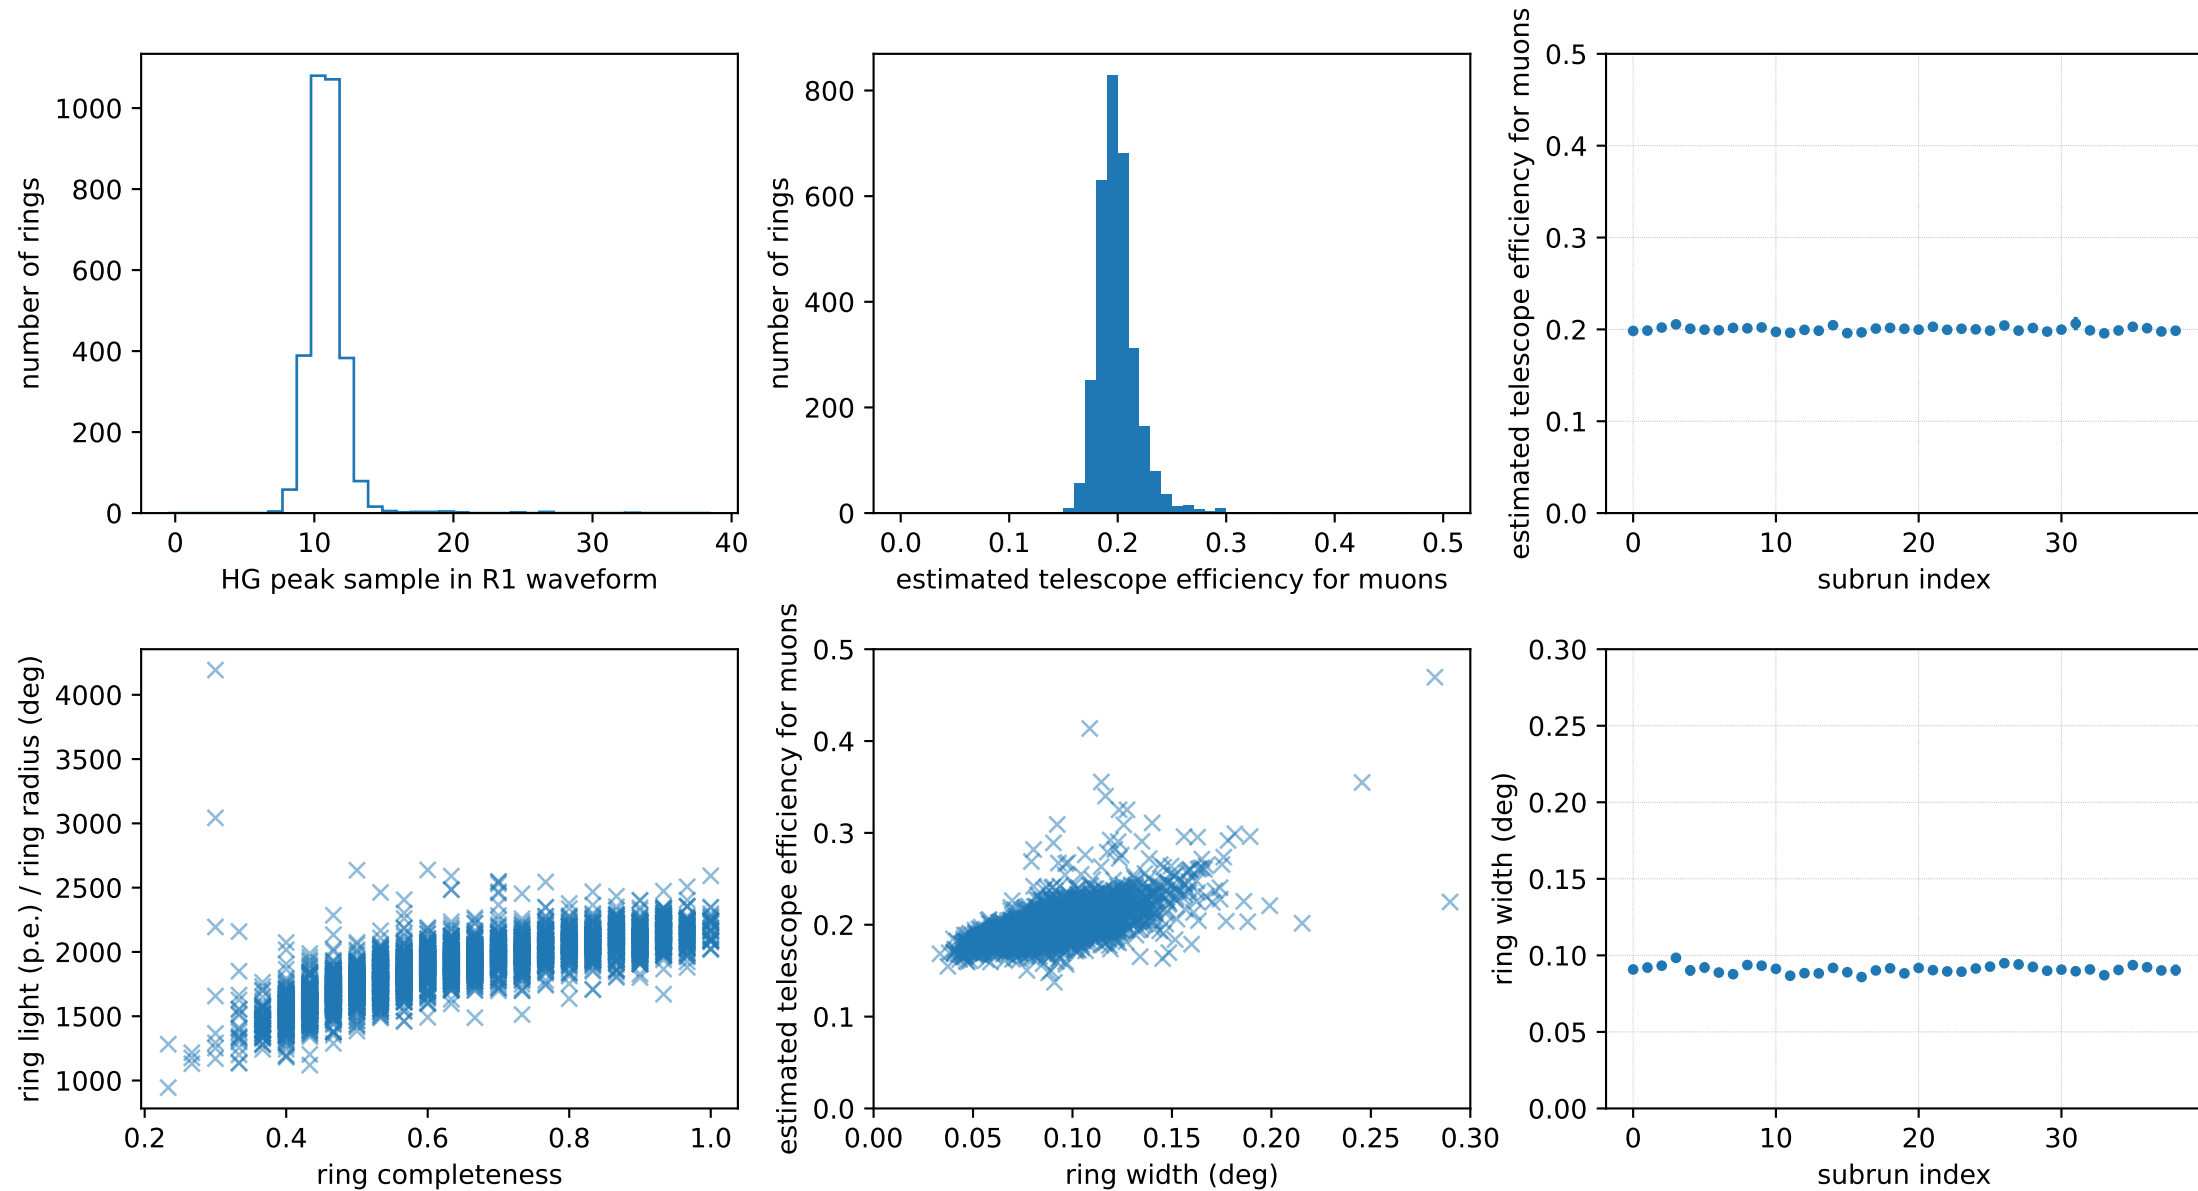 number of rings
1000
800
600
400
200
0
0 10 20 30 40
HG peak sample in R1 waveform
number of rings
800
600
400
200
0
0.0 0.1 0.2 0.3 0.4 0.5
estimated telescope efficiency for muons
estimated telescope efficiency for muons
0.5
0.4
0.3
0.2
0.1
0.0
0 10 20 30
subrun index
ring light (p.e.) / ring radius (deg)
4000
3500
3000
2500
2000
1500
1000
0.2 0.4 0.6 0.8 1.0
ring completeness
estimated telescope efficiency for muons
0.5
0.4
0.3
0.2
0.1
0.0
0.00 0.05 0.10 0.15 0.20 0.25 0.30
ring width (deg)
ring width (deg)
0.30
0.25
0.20
0.15
0.10
0.05
0.00
0 10 20 30
subrun index